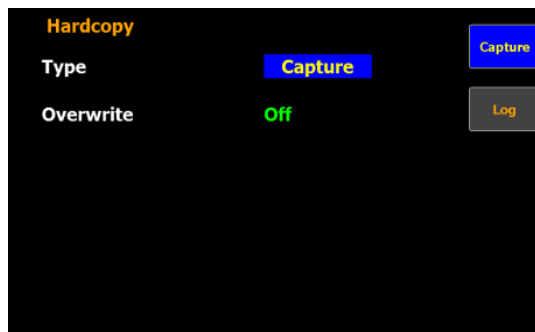 Hardcopy
Type Capture
Overwrite Off
Capture
Log